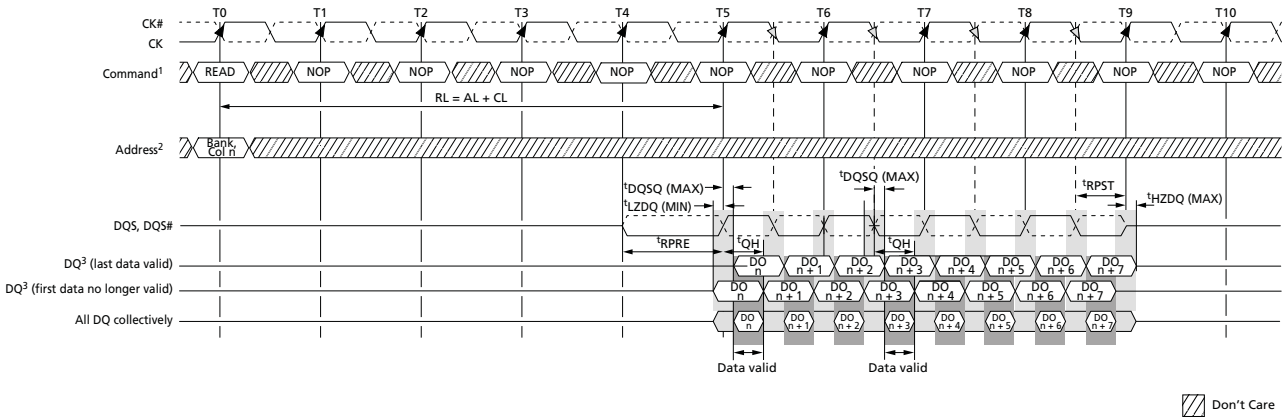 T0 T1 T2 T3 T4 T5 T6 T7 T8 T9 T10
CK#
CK
Command1 READ NOP NOP NOP NOP NOP NOP NOP NOP NOP NOP
RL = AL + CL
Address2 Bank, Col n
tDQSQ (MAX) tDQSQ (MAX) tRPST
tLZDQ (MIN) tHZDQ (MAX)
DQS, DQS#
tRPRE tQH tQH
DQ3 (last data valid) DO n DO n + 1 DO n + 2 DO n + 3 DO n + 4 DO n + 5 DO n + 6 DO n + 7
DQ3 (first data no longer valid) DO n DO n + 1 DO n + 2 DO n + 3 DO n + 4 DO n + 5 DO n + 6 DO n + 7
All DQ collectively DO n DO n + 1 DO n + 2 DO n + 3 DO n + 4 DO n + 5 DO n + 6 DO n + 7
Data valid Data valid
Don't Care